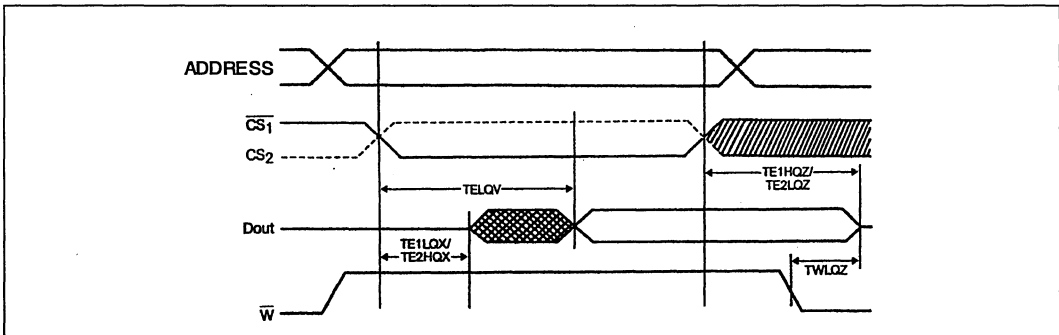 ADDRESS
CS1
CS2
TELQV
TE1HQZ/
TE2LQZ
Dout
TE1LQX/
TE2HQX
TWLQZ
W